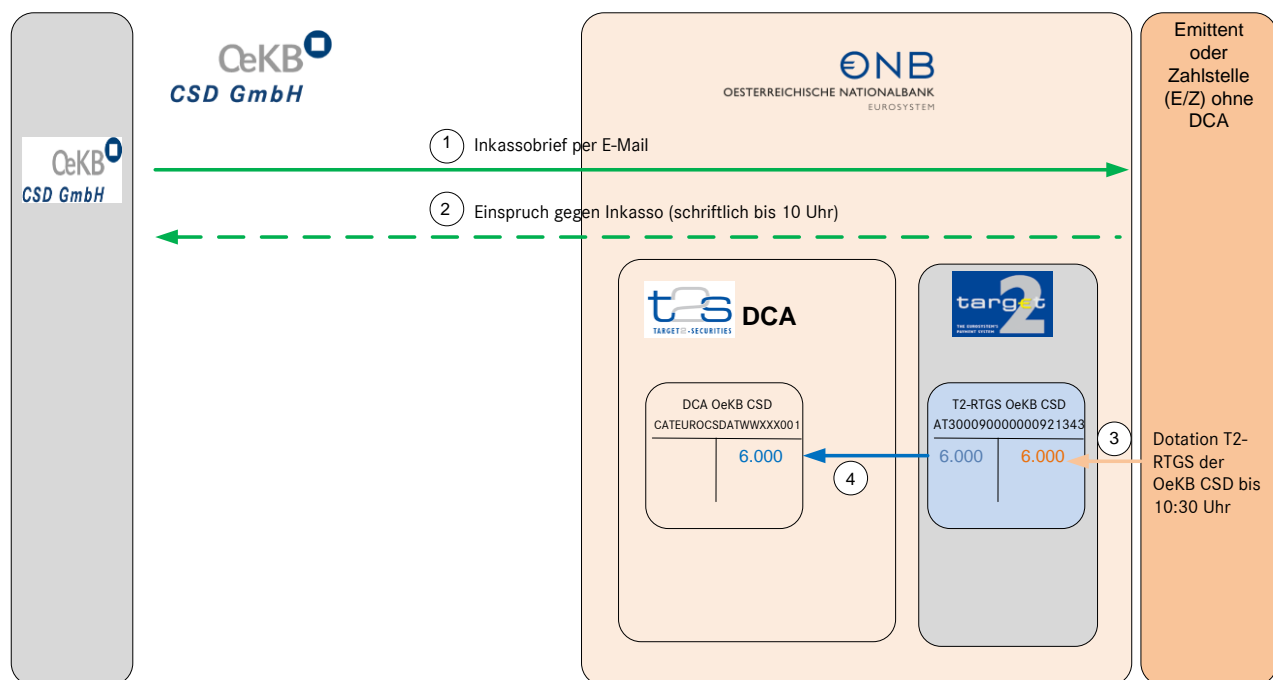 OeKB
CSD GmbH
ONB
OESTERREICHISCHE NATIONALBANK
EUROSYSTEM
Emittent
oder
Zahlstelle
(E/Z) ohne
DCA
OeKB
CSD GmbH
1 Inkassobrief per E-Mail
2 Einspruch gegen Inkasso (schriftlich bis 10 Uhr)
t2s
TARGET2-SECURITIES
DCA
target
2
THE EUROSYSTEM'S
PAYMENT SYSTEM
DCA OeKB CSD
CATEUROCSDATWWXXX001
6.000
4
T2-RTGS OeKB CSD
AT300090000000921343
6.000 6.000
3
Dotation T2-
RTGS der
OeKB CSD bis
10:30 Uhr